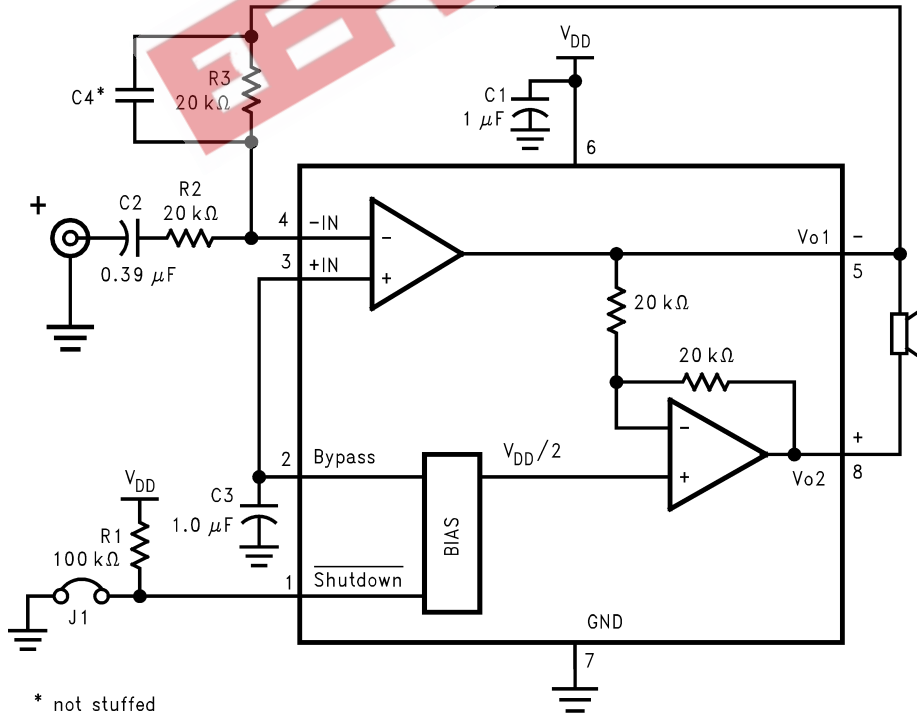 V_DD
C1
1 μF
6
R3
20 kΩ
C4*
+
C2
0.39 μF
R2
20 kΩ
4
-IN
3
+IN
-
+
Vo1
-
5
20 kΩ
20 kΩ
-
+
V_DD/2
+
8
Vo2
2
Bypass
C3
1.0 μF
BIAS
V_DD
R1
100 kΩ
1
Shutdown
J1
GND
7
* not stuffed